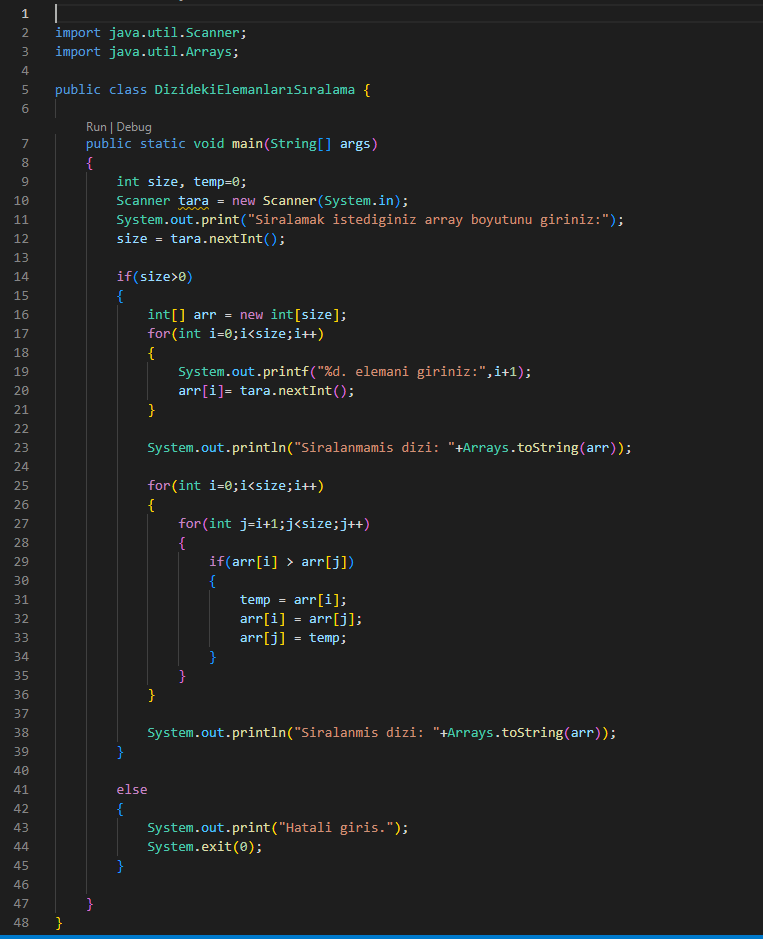 1
2 import java.util.Scanner;
3 import java.util.Arrays;
4
5 public class DizidekiElemanlarıSıralama {
6
Run | Debug
7 public static void main(String[] args)
8 {
9 int size, temp=0;
10 Scanner tara = new Scanner(System.in);
11 System.out.print("Siralamak istediginiz array boyutunu giriniz:");
12 size = tara.nextInt();
13
14 if(size>0)
15 {
16 int[] arr = new int[size];
17 for(int i=0;i<size;i++)
18 {
19 System.out.printf("%d. elemani giriniz:",i+1);
20 arr[i]= tara.nextInt();
21 }
22
23 System.out.println("Siralanmamis dizi: "+Arrays.toString(arr));
24
25 for(int i=0;i<size;i++)
26 {
27 for(int j=i+1;j<size;j++)
28 {
29 if(arr[i] > arr[j])
30 {
31 temp = arr[i];
32 arr[i] = arr[j];
33 arr[j] = temp;
34 }
35 }
36 }
37
38 System.out.println("Siralanmis dizi: "+Arrays.toString(arr));
39 }
40
41 else
42 {
43 System.out.print("Hatali giris.");
44 System.exit(0);
45 }
46
47 }
48 }